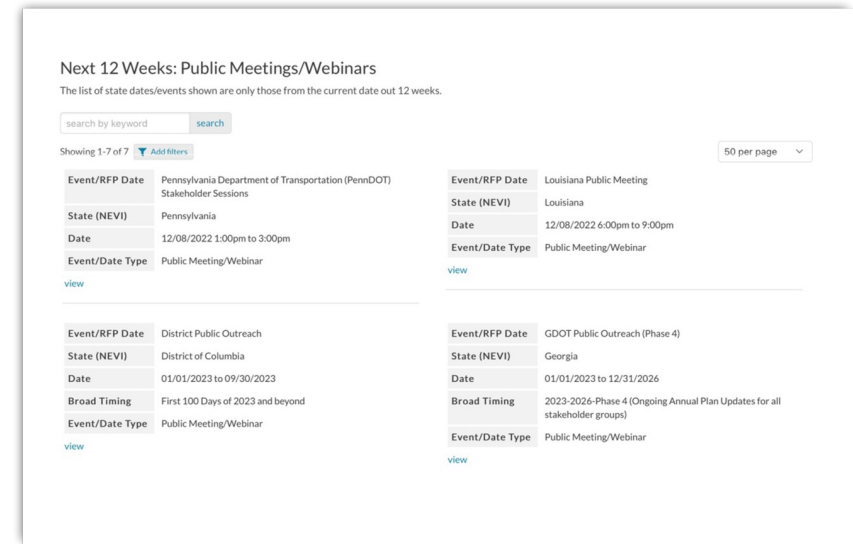 Next 12 Weeks: Public Meetings/Webinars
The list of state dates/events shown are only those from the current date out 12 weeks.
search by keyword search
Showing 1-7 of 7 Add filters
50 per page
Event/RFP Date Pennsylvania Department of Transportation (PennDOT)
Stakeholder Sessions
State (NEVI) Pennsylvania
Date 12/08/2022 1:00pm to 3:00pm
Event/Date Type Public Meeting/Webinar
view
Event/RFP Date Louisiana Public Meeting
State (NEVI) Louisiana
Date 12/08/2022 6:00pm to 9:00pm
Event/Date Type Public Meeting/Webinar
view
Event/RFP Date District Public Outreach
State (NEVI) District of Columbia
Date 01/01/2023 to 09/30/2023
Broad Timing First 100 Days of 2023 and beyond
Event/Date Type Public Meeting/Webinar
view
Event/RFP Date GDOT Public Outreach (Phase 4)
State (NEVI) Georgia
Date 01/01/2023 to 12/31/2026
Broad Timing 2023-2026-Phase 4 (Ongoing Annual Plan Updates for all
stakeholder groups)
Event/Date Type Public Meeting/Webinar
view